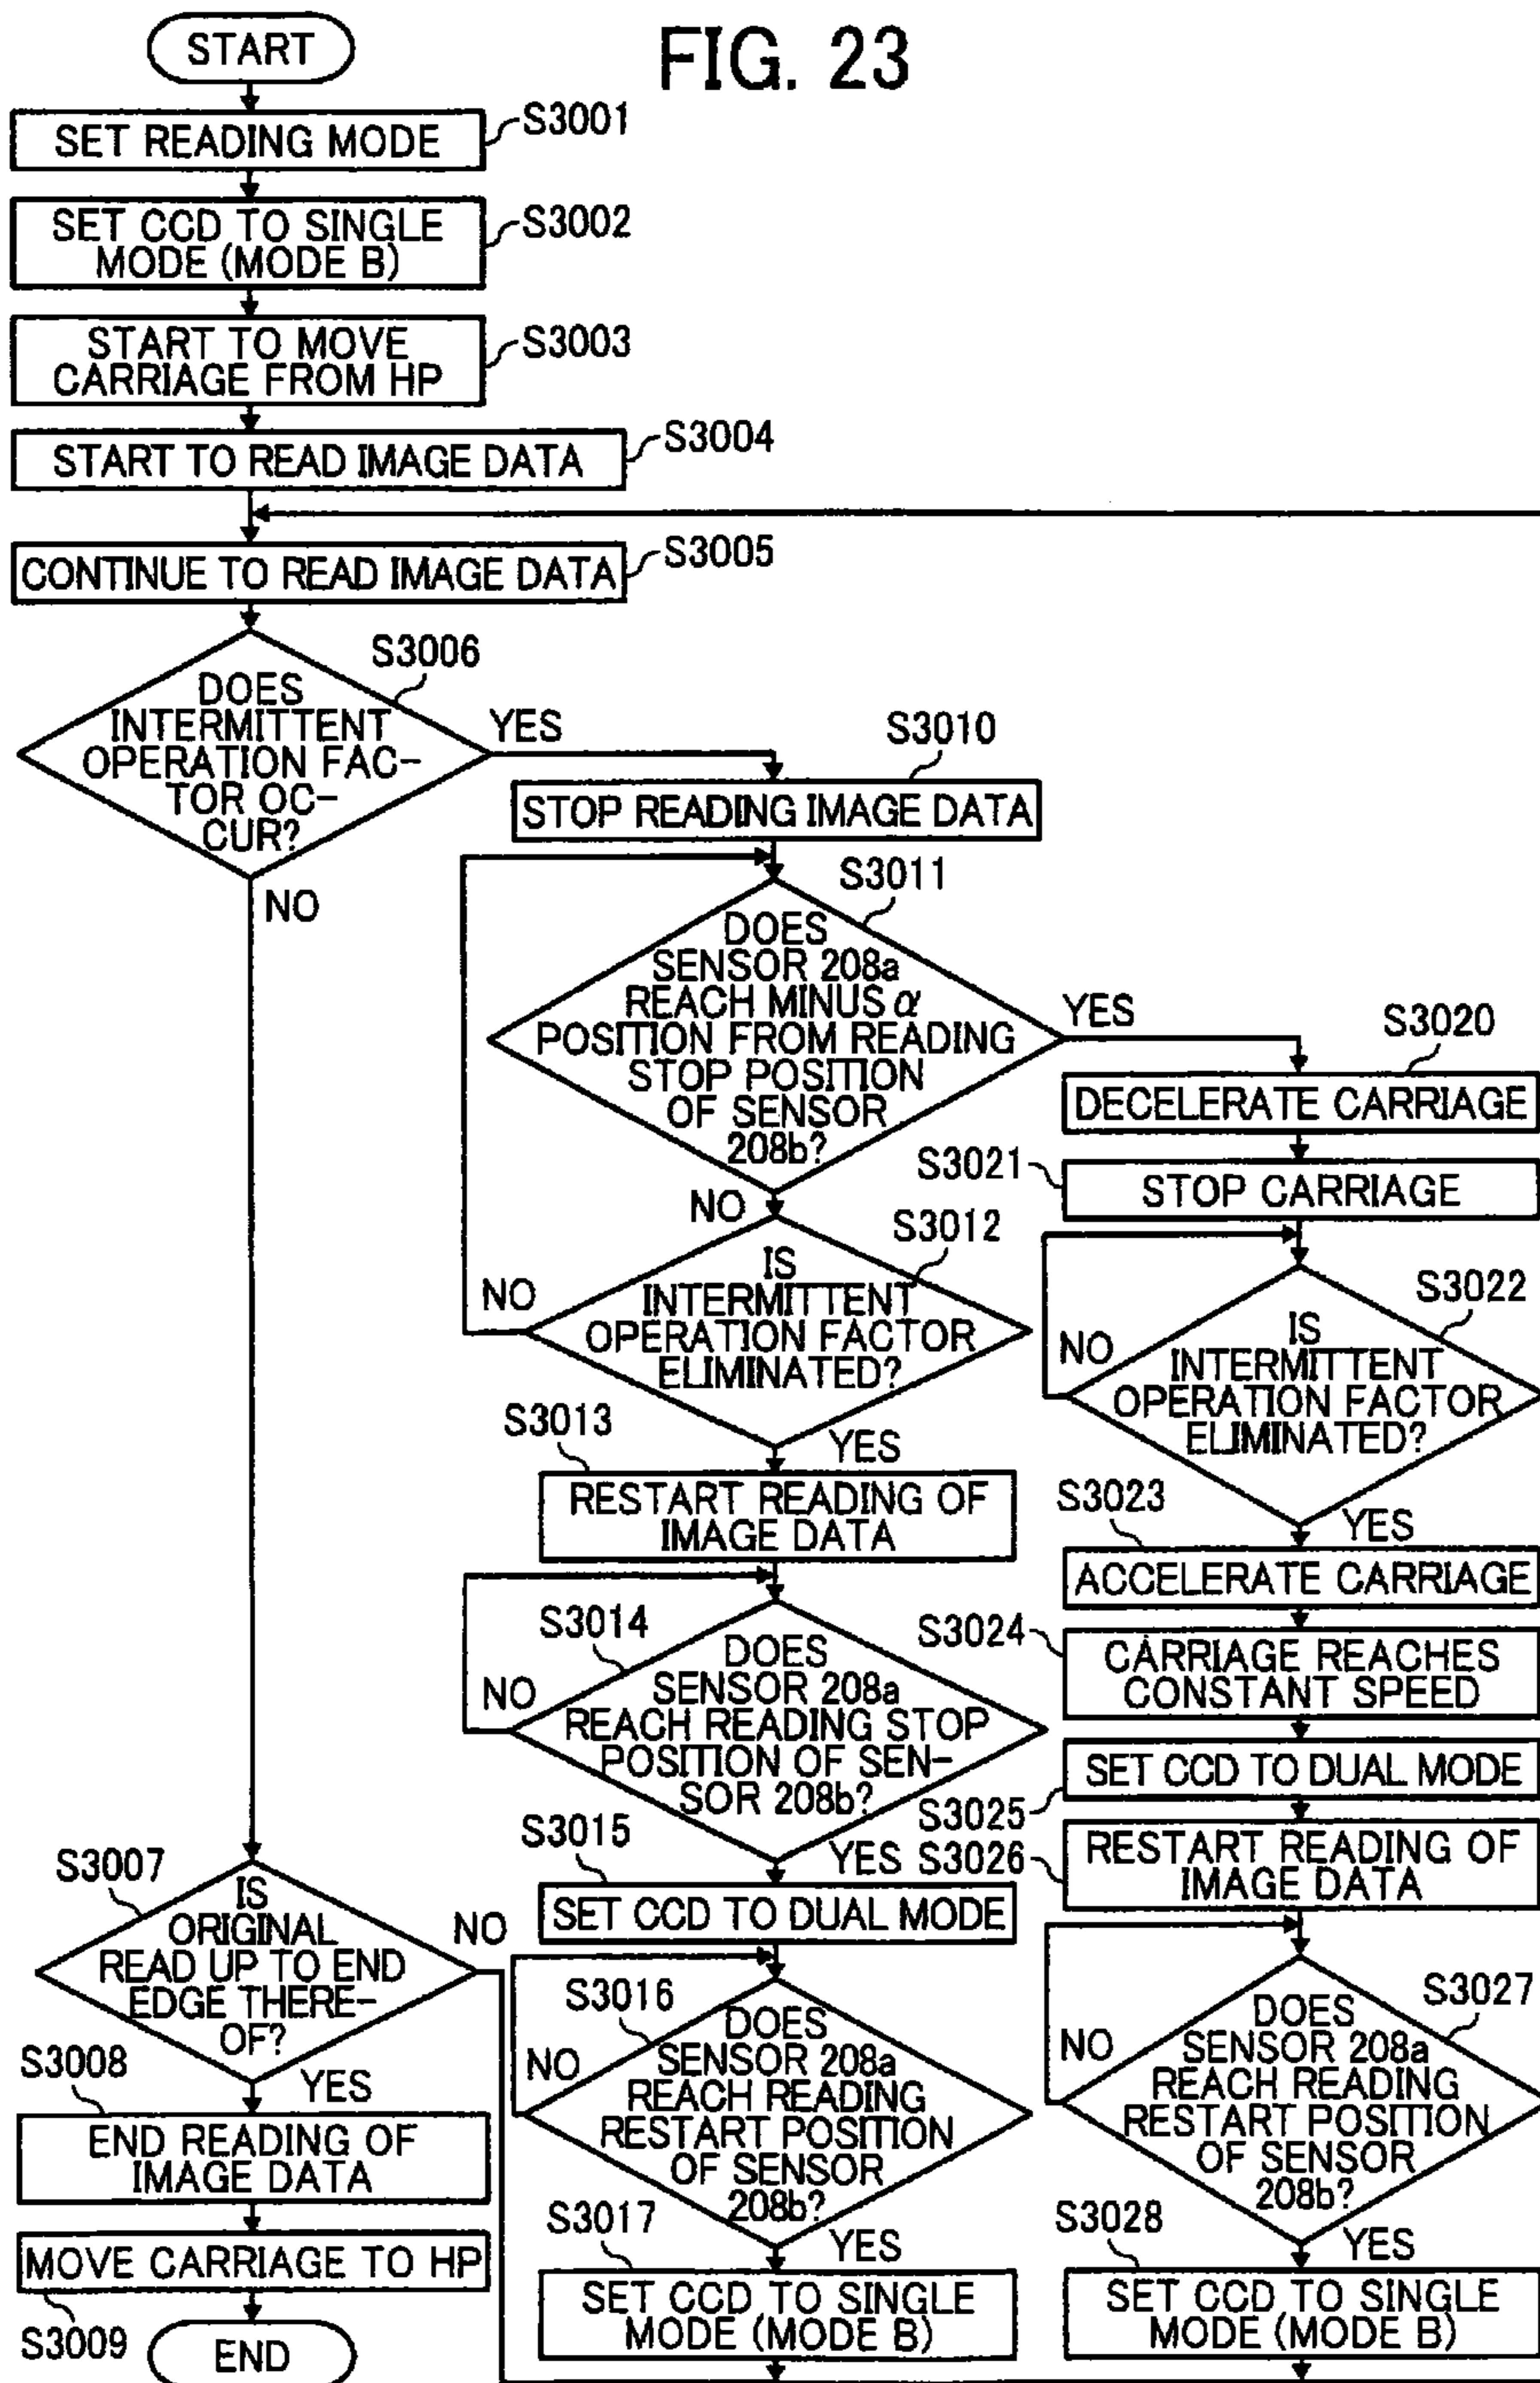 FIG. 23
START
SET READING MODE
S3001
SET CCD TO SINGLE
MODE (MODE B)
S3002
START TO MOVE
CARRIAGE FROM HP
S3003
START TO READ IMAGE DATA
S3004
CONTINUE TO READ IMAGE DATA
S3005
S3006
DOES
INTERMITTENT
OPERATION FAC-
TOR OC-
CUR?
YES
NO
S3007
IS
ORIGINAL
READ UP TO END
EDGE THERE-
OF?
NO
YES
S3008
END READING OF
IMAGE DATA
MOVE CARRIAGE TO HP
S3009
END
S3010
STOP READING IMAGE DATA
S3011
DOES
SENSOR 208a
REACH MINUS α
POSITION FROM READING
STOP POSITION
OF SENSOR
208b?
YES
NO
S3012
IS
INTERMITTENT
OPERATION FACTOR
ELIMINATED?
NO
YES
S3013
RESTART READING OF
IMAGE DATA
S3014
DOES
SENSOR 208a
REACH READING STOP
POSITION OF SEN-
SOR 208b?
NO
YES
S3015
SET CCD TO DUAL MODE
S3016
DOES
SENSOR 208a
REACH READING
RESTART POSITION
OF SENSOR
208b?
NO
YES
S3017
SET CCD TO SINGLE
MODE (MODE B)
S3020
DECELERATE CARRIAGE
S3021
STOP CARRIAGE
S3022
IS
INTERMITTENT
OPERATION FACTOR
ELIMINATED?
NO
YES
S3023
ACCELERATE CARRIAGE
S3024
CARRIAGE REACHES
CONSTANT SPEED
SET CCD TO DUAL MODE
S3025
S3026
RESTART READING OF
IMAGE DATA
S3027
DOES
SENSOR 208a
REACH READING
RESTART POSITION
OF SENSOR
208b?
NO
YES
S3028
SET CCD TO SINGLE
MODE (MODE B)